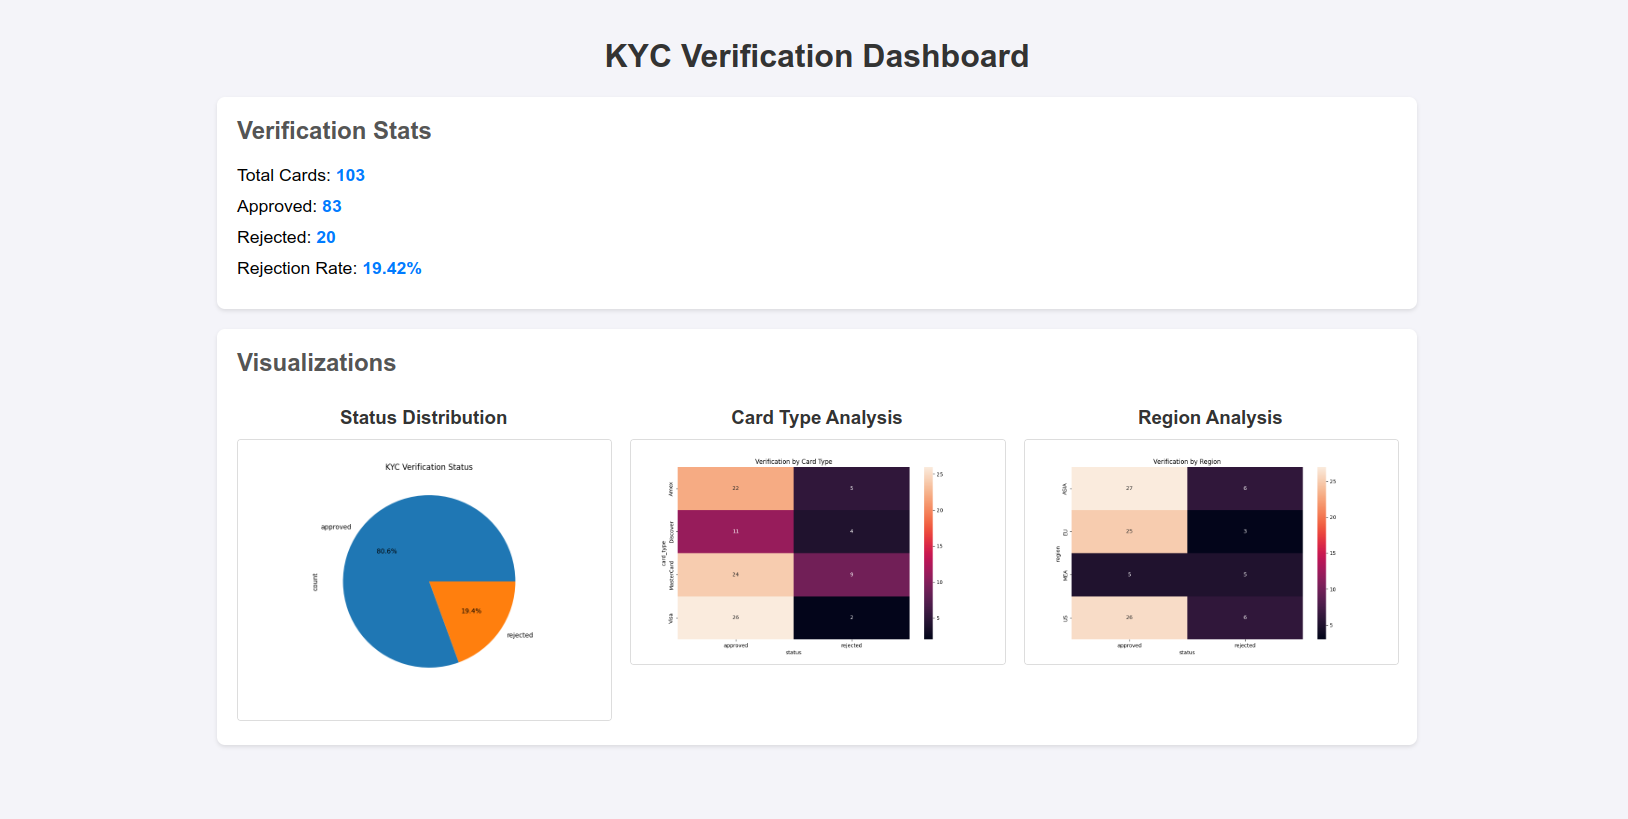 KYC Verification Dashboard
Verification Stats
Total Cards: 103
Approved: 83
Rejected: 20
Rejection Rate: 19.42%
Visualizations
Status Distribution
KYC Verification Status
approved
80.6%
count
19.4%
rejected
Card Type Analysis
Verification by Card Type
card_type
Amex
22
5
Discover
11
4
MasterCard
24
9
Visa
26
2
approved
rejected
status
25
20
15
10
5
Region Analysis
Verification by Region
region
ASIA
27
6
EU
25
3
MEA
5
5
US
26
6
approved
rejected
status
25
20
15
10
5